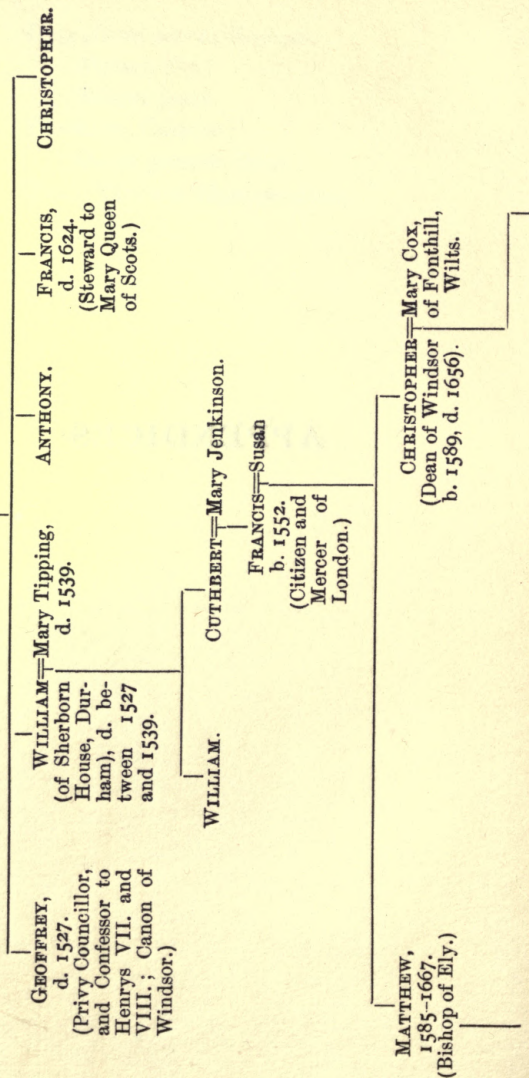 GEOFFREY,
d. 1527.
(Privy Councillor,
and Confessor to
Henrys VII. and
VIII.; Canon of
Windsor.)
WILLIAM=Mary Tipping,
(of Sherborn d. 1539.
House, Dur-
ham), d. be-
tween 1527
and 1539.
ANTHONY.
FRANCIS,
d. 1624.
(Steward to
Mary Queen
of Scots.)
CHRISTOPHER.
WILLIAM.
CUTHBERT=Mary Jenkinson.
FRANCIS=Susan
b. 1552.
(Citizen and
Mercer of
London.)
MATTHEW,
1585-1667.
(Bishop of Ely.)
CHRISTOPHER=Mary Cox,
(Dean of Windsor of Fonthill,
b. 1589, d. 1656). Wilts.